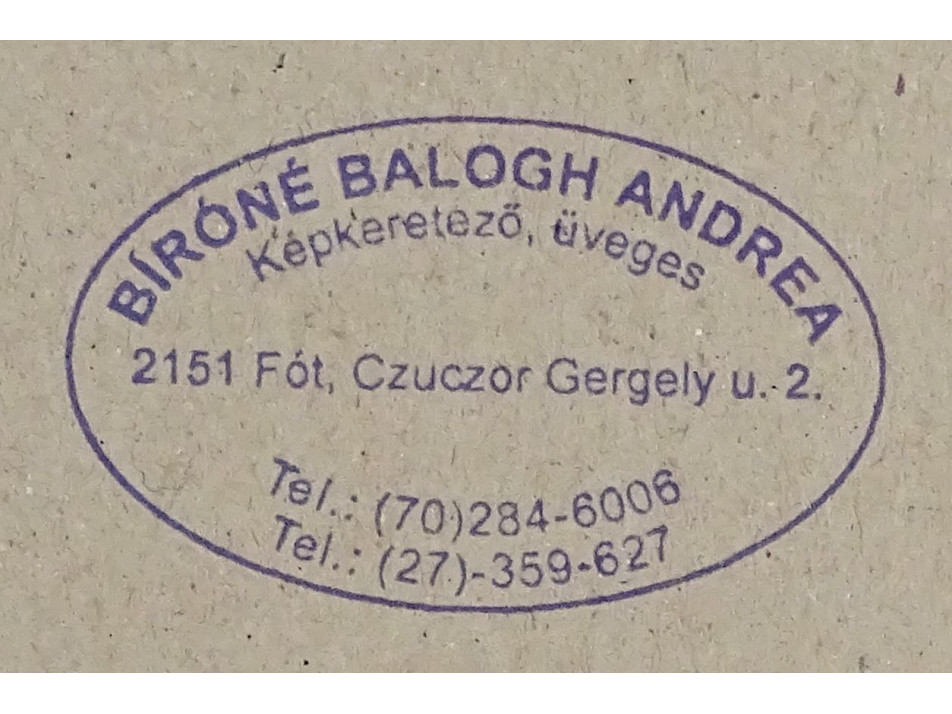 BÍRÓNÉ BALOGH ANDREA
Képkeretező, üveges
2151 Fót, Czuczor Gergely u. 2.
Tel.: (70)284-6006
Tel.: (27)-359-627